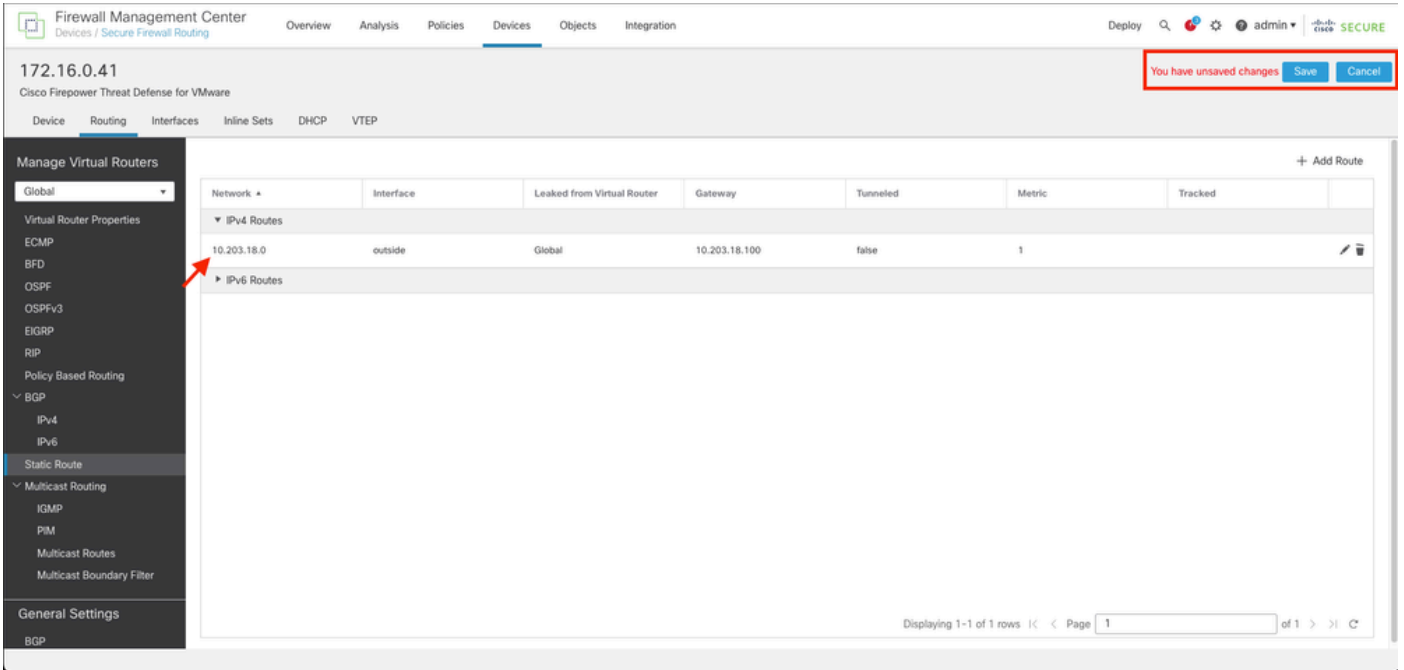 Firewall Management Center
Devices / Secure Firewall Routing
Overview Analysis Policies Devices Objects Integration
Deploy admin cisco SECURE
172.16.0.41
Cisco Firepower Threat Defense for VMware
You have unsaved changes Save Cancel
Device Routing Interfaces Inline Sets DHCP VTEP
Manage Virtual Routers
Global
Virtual Router Properties
ECMP
BFD
OSPF
OSPFv3
EIGRP
RIP
Policy Based Routing
BGP
IPv4
IPv6
Static Route
Multicast Routing
IGMP
PIM
Multicast Routes
Multicast Boundary Filter
General Settings
BGP
+ Add Route
Network Interface Leaked from Virtual Router Gateway Tunneled Metric Tracked
IPv4 Routes
10.203.18.0 outside Global 10.203.18.100 false 1
IPv6 Routes
Displaying 1-1 of 1 rows |< < Page 1 of 1 > >|